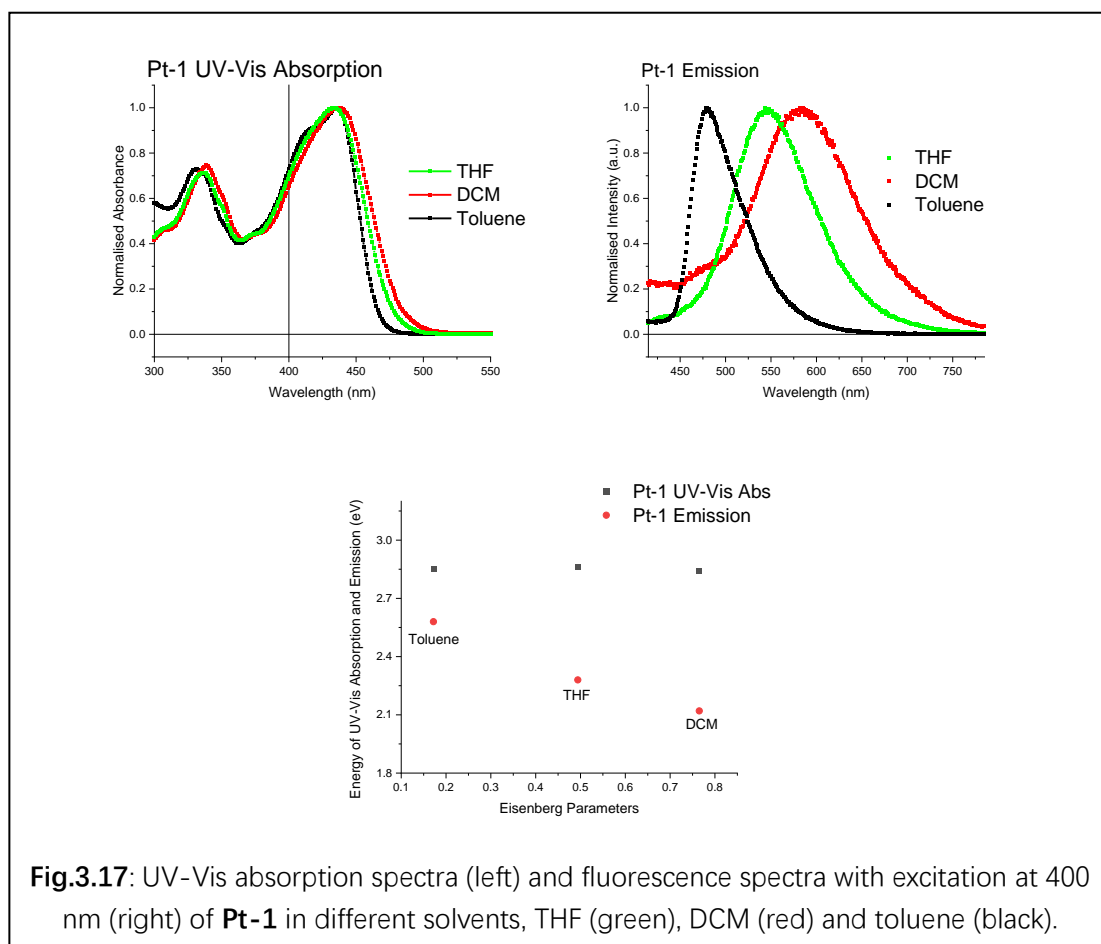 Pt-1 UV-Vis Absorption
Normalised Absorbance
1.0
0.8
0.6
0.4
0.2
0.0
300 350 400 450 500 550
Wavelength (nm)
THF
DCM
Toluene
Pt-1 Emission
Normalised Intensity (a.u.)
1.0
0.8
0.6
0.4
0.2
0.0
450 500 550 600 650 700 750
Wavelength (nm)
THF
DCM
Toluene
Pt-1 UV-Vis Abs
Pt-1 Emission
Energy of UV-Vis Absorption and Emission (eV)
3.0
2.7
2.4
2.1
1.8
Toluene
THF
DCM
0.1 0.2 0.3 0.4 0.5 0.6 0.7 0.8
Eisenberg Parameters
Fig.3.17: UV-Vis absorption spectra (left) and fluorescence spectra with excitation at 400
nm (right) of Pt-1 in different solvents, THF (green), DCM (red) and toluene (black).